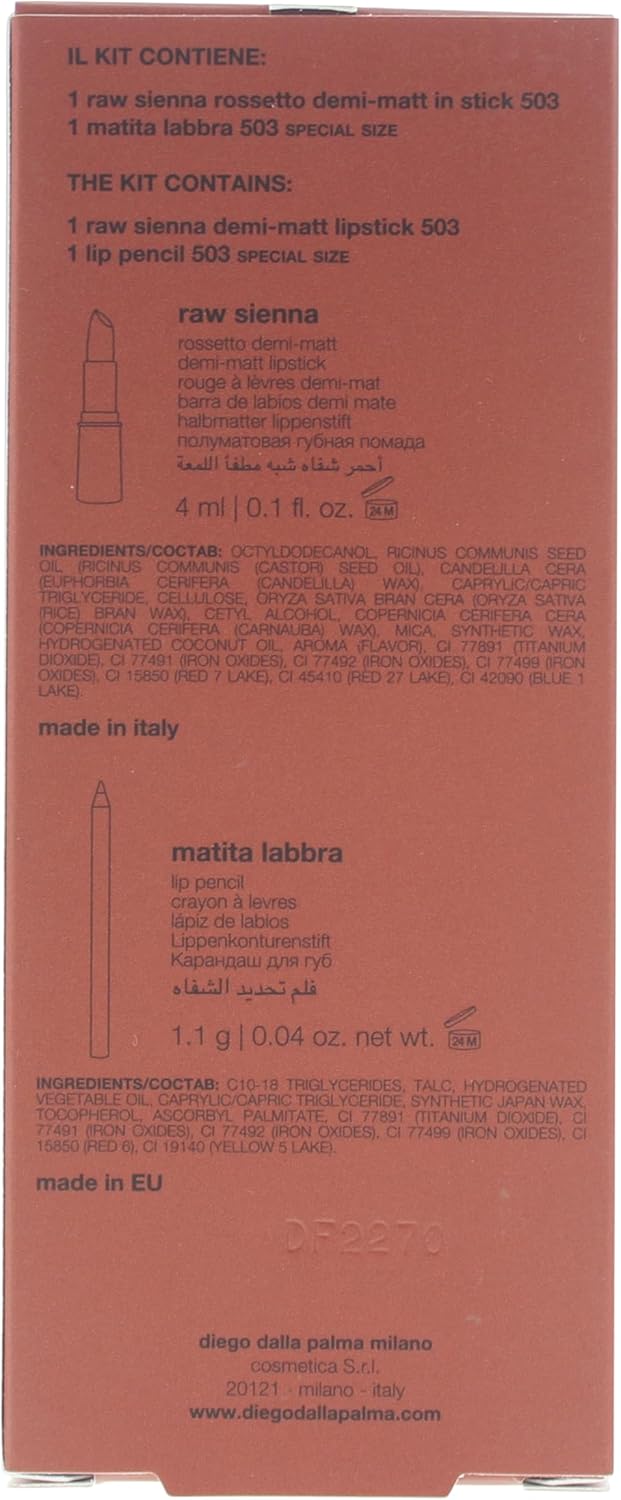 IL KIT CONTIENE:
1 raw sienna rossetto demi-matt in stick 503
1 matita labbra 503 SPECIAL SIZE
THE KIT CONTAINS:
1 raw sienna demi-matt lipstick 503
1 lip pencil 503 SPECIAL SIZE
raw sienna
rossetto demi-matt
demi-matt lipstick
rouge à lèvres demi-mat
barra de labios demi mate
halbmatter lippenstift
полуматовая губная помада
أحمر شفاه شبه مطفأ اللمعة
4 ml | 0.1 fl. oz. 24 M
INGREDIENTS/СОСТАВ: OCTYLDODECANOL, RICINUS COMMUNIS SEED
OIL (RICINUS COMMUNIS (CASTOR) SEED OIL), CANDELILLA CERA
(EUPHORBIA CERIFERA (CANDELILLA) WAX), CAPRYLIC/CAPRIC
TRIGLYCERIDE, CELLULOSE, ORYZA SATIVA BRAN CERA (ORYZA SATIVA
(RICE) BRAN WAX), CETYL ALCOHOL, COPERNICIA CERIFERA CERA
(COPERNICIA CERIFERA (CARNAUBA) WAX), MICA, SYNTHETIC WAX,
HYDROGENATED COCONUT OIL, AROMA (FLAVOR), CI 77891 (TITANIUM
DIOXIDE), CI 77491 (IRON OXIDES), CI 77492 (IRON OXIDES), CI 77499 (IRON
OXIDES), CI 15850 (RED 7 LAKE), CI 45410 (RED 27 LAKE), CI 42090 (BLUE 1
LAKE).
made in italy
matita labbra
lip pencil
crayon à levres
lápiz de labios
Lippenkonturenstift
Карандаш для губ
قلم تحديد الشفاه
1.1 g | 0.04 oz. net wt. 24 M
INGREDIENTS/СОСТАВ: C10-18 TRIGLYCERIDES, TALC, HYDROGENATED
VEGETABLE OIL, CAPRYLIC/CAPRIC TRIGLYCERIDE, SYNTHETIC JAPAN WAX,
TOCOPHEROL, ASCORBYL PALMITATE, CI 77891 (TITANIUM DIOXIDE), CI
77491 (IRON OXIDES), CI 77492 (IRON OXIDES), CI 77499 (IRON OXIDES), CI
15850 (RED 6), CI 19140 (YELLOW 5 LAKE).
made in EU
DF2270
diego dalla palma milano
cosmetica S.r.l.
20121 - milano - italy
www.diegodallapalma.com